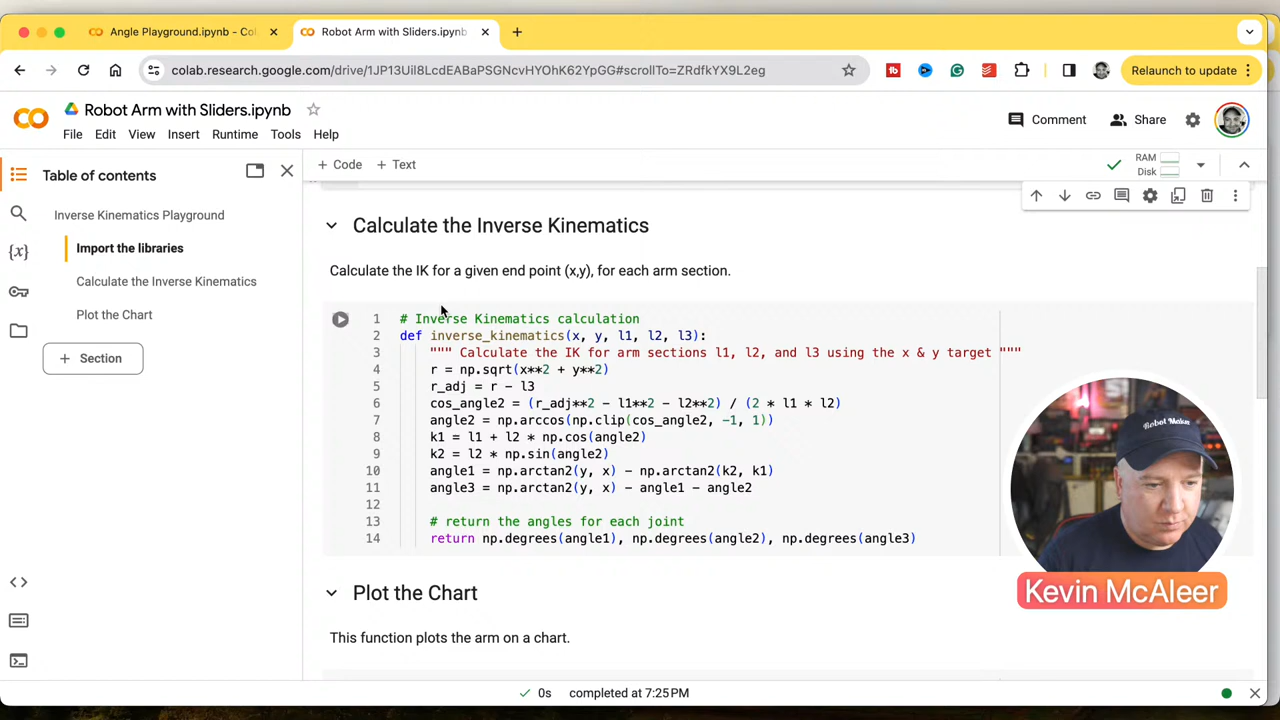 Angle Playground.ipynb - Col
Robot Arm with Sliders.ipynb
colab.research.google.com/drive/1JP13Uil8LcdEABaPSGNcvHYOhK62YpGG#scrollTo=ZRdfkYX9L2eg
Relaunch to update
Robot Arm with Sliders.ipynb
File Edit View Insert Runtime Tools Help
Comment Share
+ Code + Text
RAM
Disk
Table of contents
Inverse Kinematics Playground
Import the libraries
Calculate the Inverse Kinematics
Plot the Chart
+ Section
Calculate the Inverse Kinematics
Calculate the IK for a given end point (x,y), for each arm section.
1 # Inverse Kinematics calculation
2 def inverse_kinematics(x, y, l1, l2, l3):
3 """ Calculate the IK for arm sections l1, l2, and l3 using the x & y target """
4 r = np.sqrt(x**2 + y**2)
5 r_adj = r - l3
6 cos_angle2 = (r_adj**2 - l1**2 - l2**2) / (2 * l1 * l2)
7 angle2 = np.arccos(np.clip(cos_angle2, -1, 1))
8 k1 = l1 + l2 * np.cos(angle2)
9 k2 = l2 * np.sin(angle2)
10 angle1 = np.arctan2(y, x) - np.arctan2(k2, k1)
11 angle3 = np.arctan2(y, x) - angle1 - angle2
12
13 # return the angles for each joint
14 return np.degrees(angle1), np.degrees(angle2), np.degrees(angle3)
Robot Maker
Kevin McAleer
Plot the Chart
This function plots the arm on a chart.
0s completed at 7:25 PM